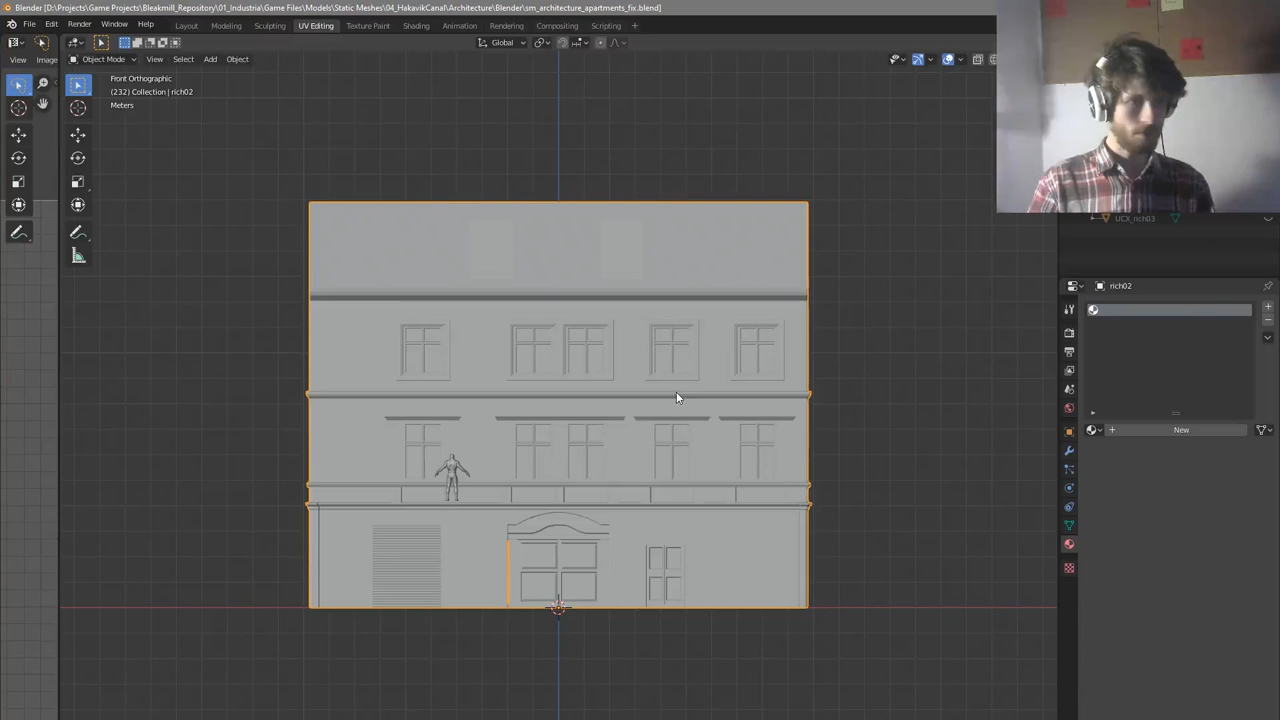 Blender [D:\Projects\Game Projects\Bleakmill_Repository\01_Industria\Game Files\Models\Static Meshes\04_HakavikCanal\Architecture\Blender\sm_architecture_apartments_fix.blend]
File Edit Render Window Help Layout Modeling Sculpting UV Editing Texture Paint Shading Animation Rendering Compositing Scripting
Global
View Image Object Mode View Select Add Object
Front Orthographic
(232) Collection | rich02
Meters
UCX_rich03
rich02
New